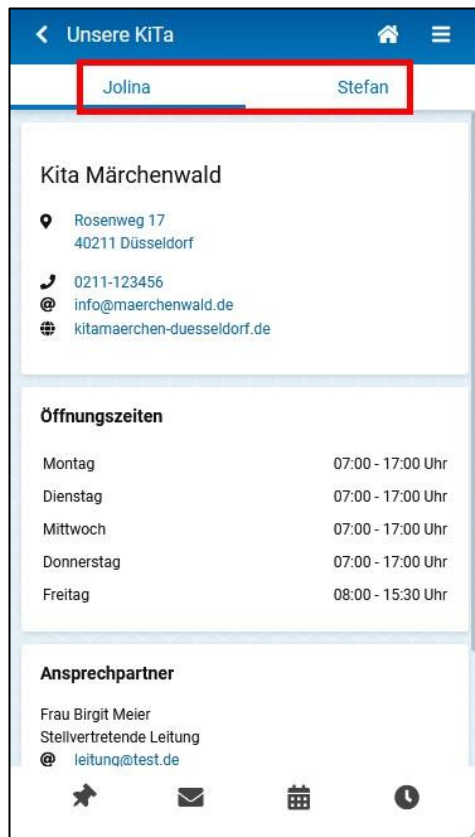 Unsere KiTa
Jolina Stefan
Kita Märchenwald
Rosenweg 17
40211 Düsseldorf
0211-123456
@ info@maerchenwald.de
kitamaerchen-duesseldorf.de
Öffnungszeiten
Montag 07:00 - 17:00 Uhr
Dienstag 07:00 - 17:00 Uhr
Mittwoch 07:00 - 17:00 Uhr
Donnerstag 07:00 - 17:00 Uhr
Freitag 08:00 - 15:30 Uhr
Ansprechpartner
Frau Birgit Meier
Stellvertretende Leitung
@ leitung@test.de